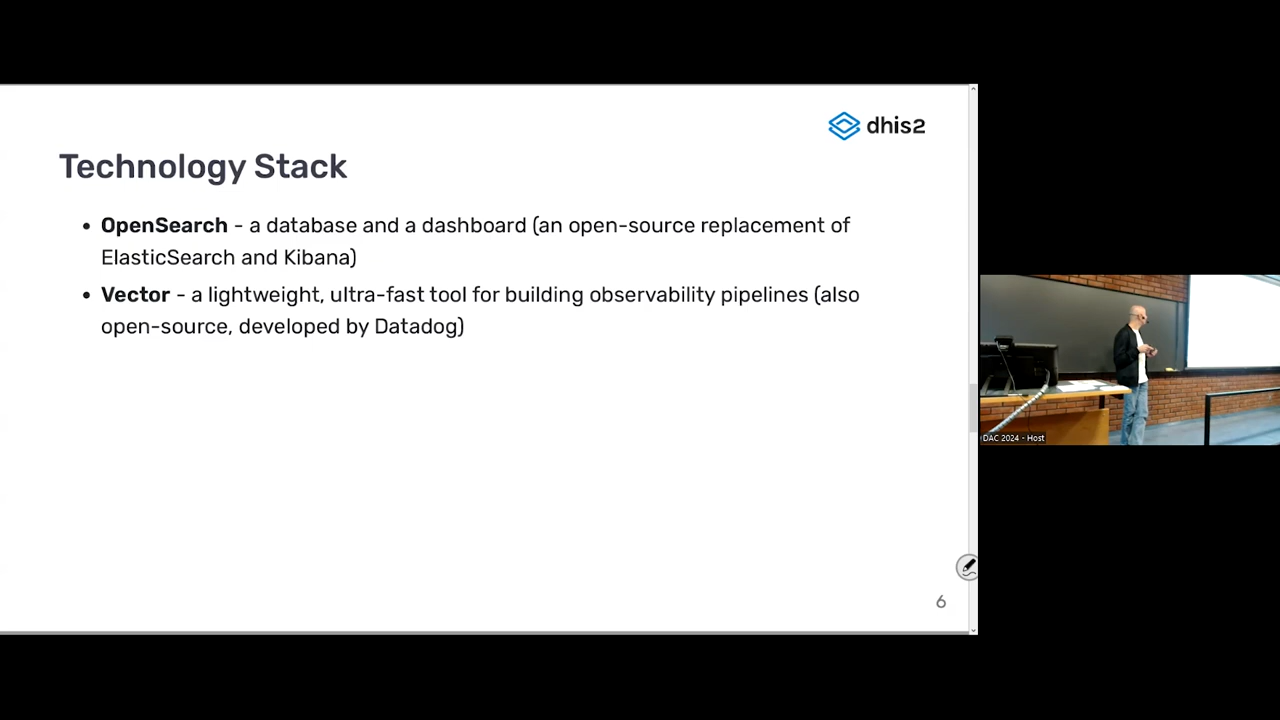 dhis2
Technology Stack
• OpenSearch - a database and a dashboard (an open-source replacement of
ElasticSearch and Kibana)
• Vector - a lightweight, ultra-fast tool for building observability pipelines (also
open-source, developed by Datadog)
DAC 2024 - Host
6